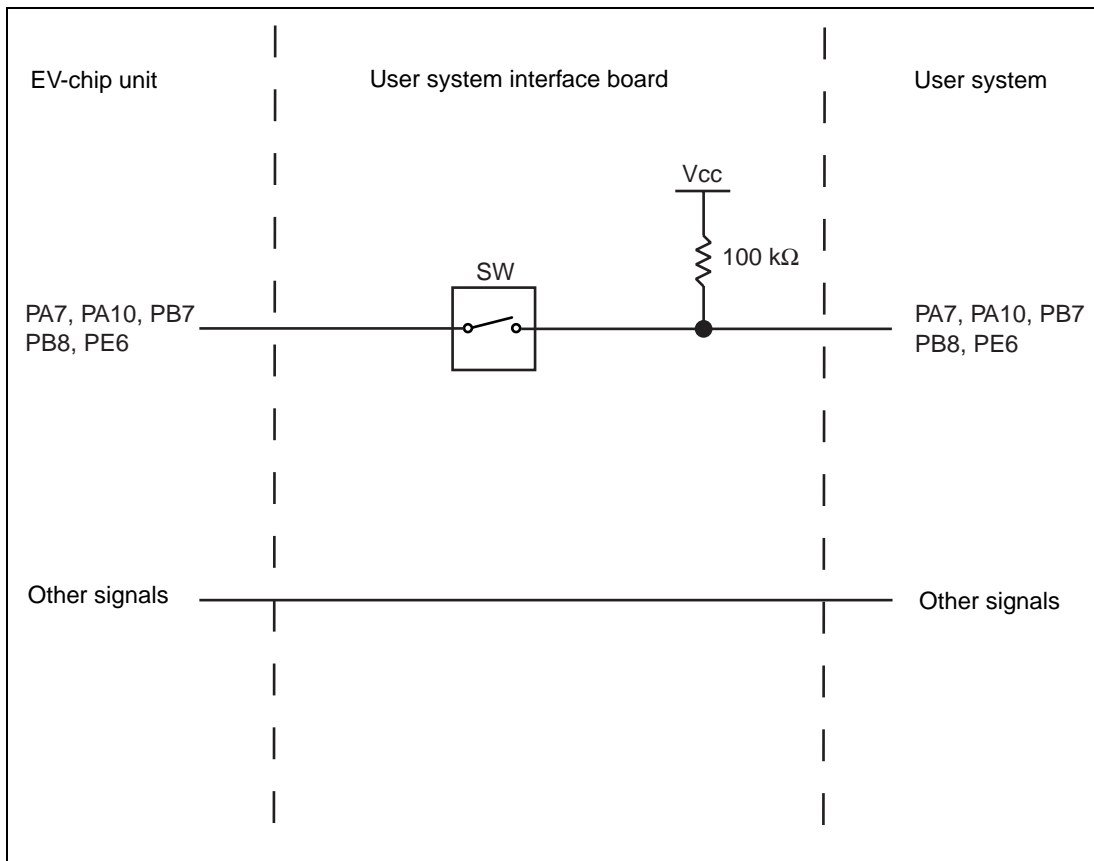 EV-chip unit
User system interface board
User system
Vcc
100 kΩ
SW
PA7, PA10, PB7
PB8, PE6
PA7, PA10, PB7
PB8, PE6
Other signals
Other signals